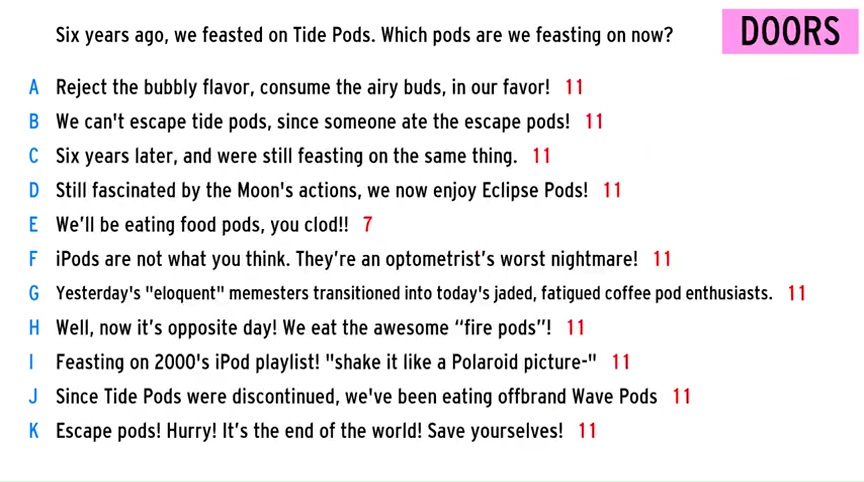 Six years ago, we feasted on Tide Pods. Which pods are we feasting on now?
DOORS
A Reject the bubbly flavor, consume the airy buds, in our favor! 11
B We can't escape tide pods, since someone ate the escape pods! 11
C Six years later, and were still feasting on the same thing. 11
D Still fascinated by the Moon's actions, we now enjoy Eclipse Pods! 11
E We'll be eating food pods, you clod!! 7
F iPods are not what you think. They're an optometrist's worst nightmare! 11
G Yesterday's "eloquent" memesters transitioned into today's jaded, fatigued coffee pod enthusiasts. 11
H Well, now it's opposite day! We eat the awesome “fire pods”! 11
I Feasting on 2000's iPod playlist! "shake it like a Polaroid picture-" 11
J Since Tide Pods were discontinued, we've been eating offbrand Wave Pods 11
K Escape pods! Hurry! It's the end of the world! Save yourselves! 11